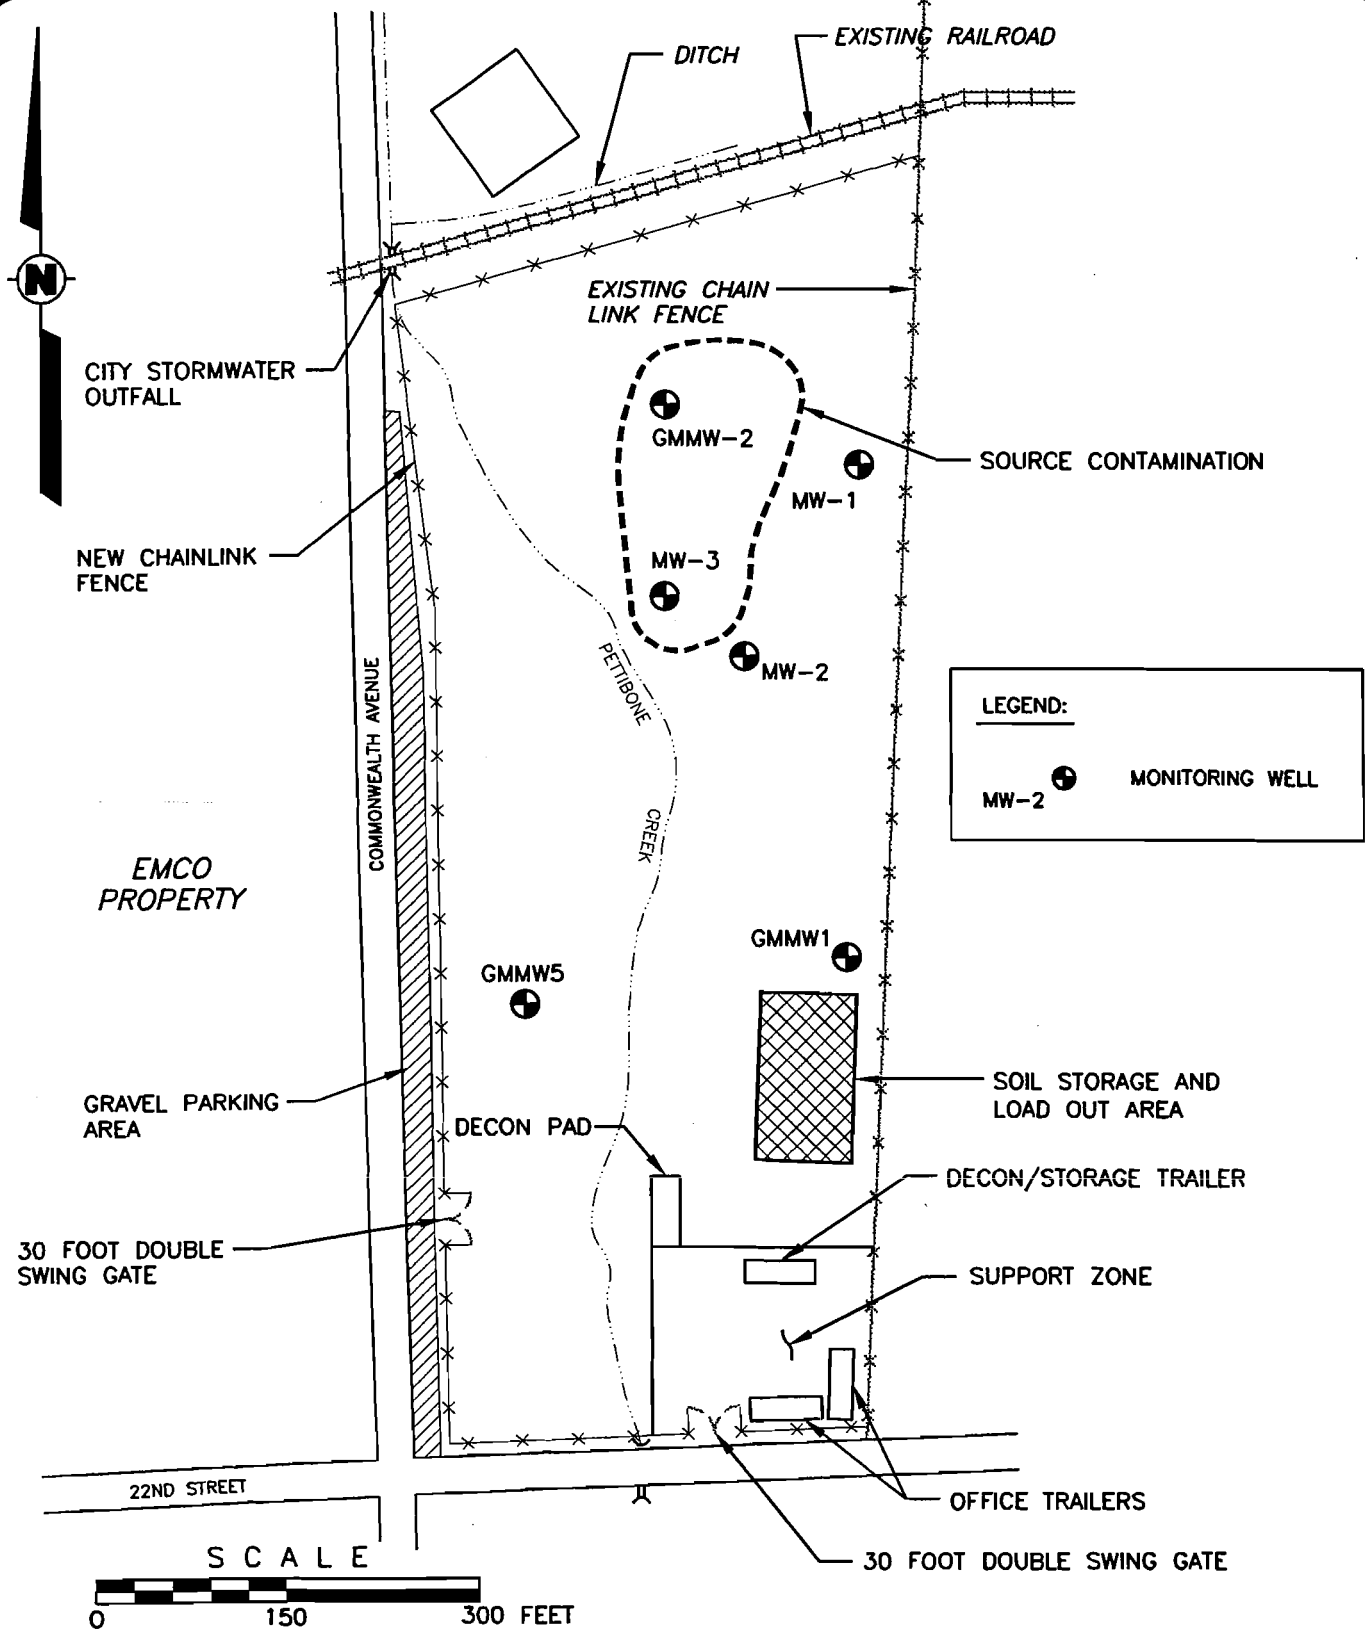 DITCH
EXISTING RAILROAD
N
EXISTING CHAIN
LINK FENCE
CITY STORMWATER
OUTFALL
GMMW-2
SOURCE CONTAMINATION
MW-1
NEW CHAINLINK
FENCE
MW-3
MW-2
PETTIBONE
CREEK
COMMONWEALTH AVENUE
LEGEND:
MW-2
MONITORING WELL
EMCO
PROPERTY
GMMW1
GMMW5
SOIL STORAGE AND
LOAD OUT AREA
GRAVEL PARKING
AREA
DECON PAD
DECON/STORAGE TRAILER
30 FOOT DOUBLE
SWING GATE
SUPPORT ZONE
22ND STREET
OFFICE TRAILERS
30 FOOT DOUBLE SWING GATE
SCALE
0 150 300 FEET